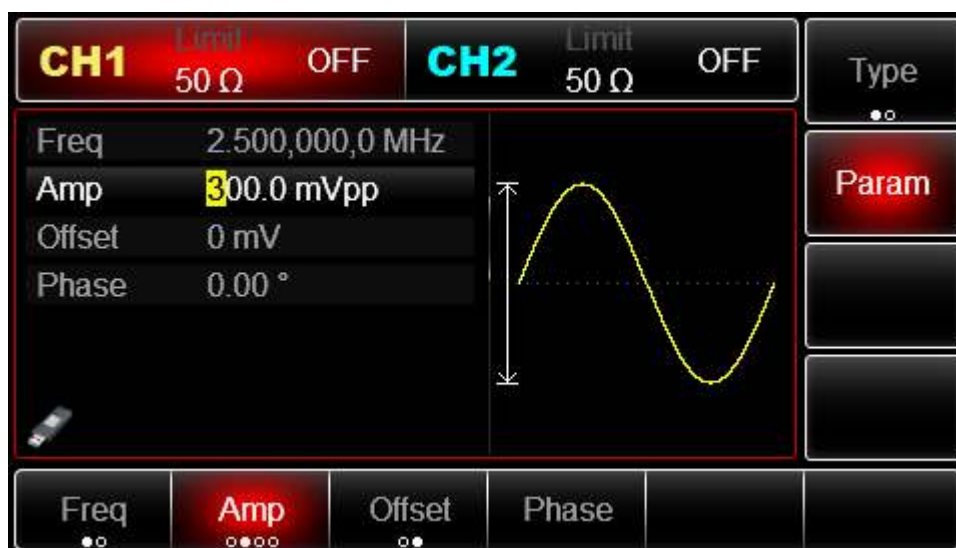 CH1 Limit 50 Ω OFF CH2 Limit 50 Ω OFF Type
Freq 2.500,000,0 MHz
Amp 300.0 mVpp Param
Offset 0 mV
Phase 0.00 °
Freq Amp Offset Phase